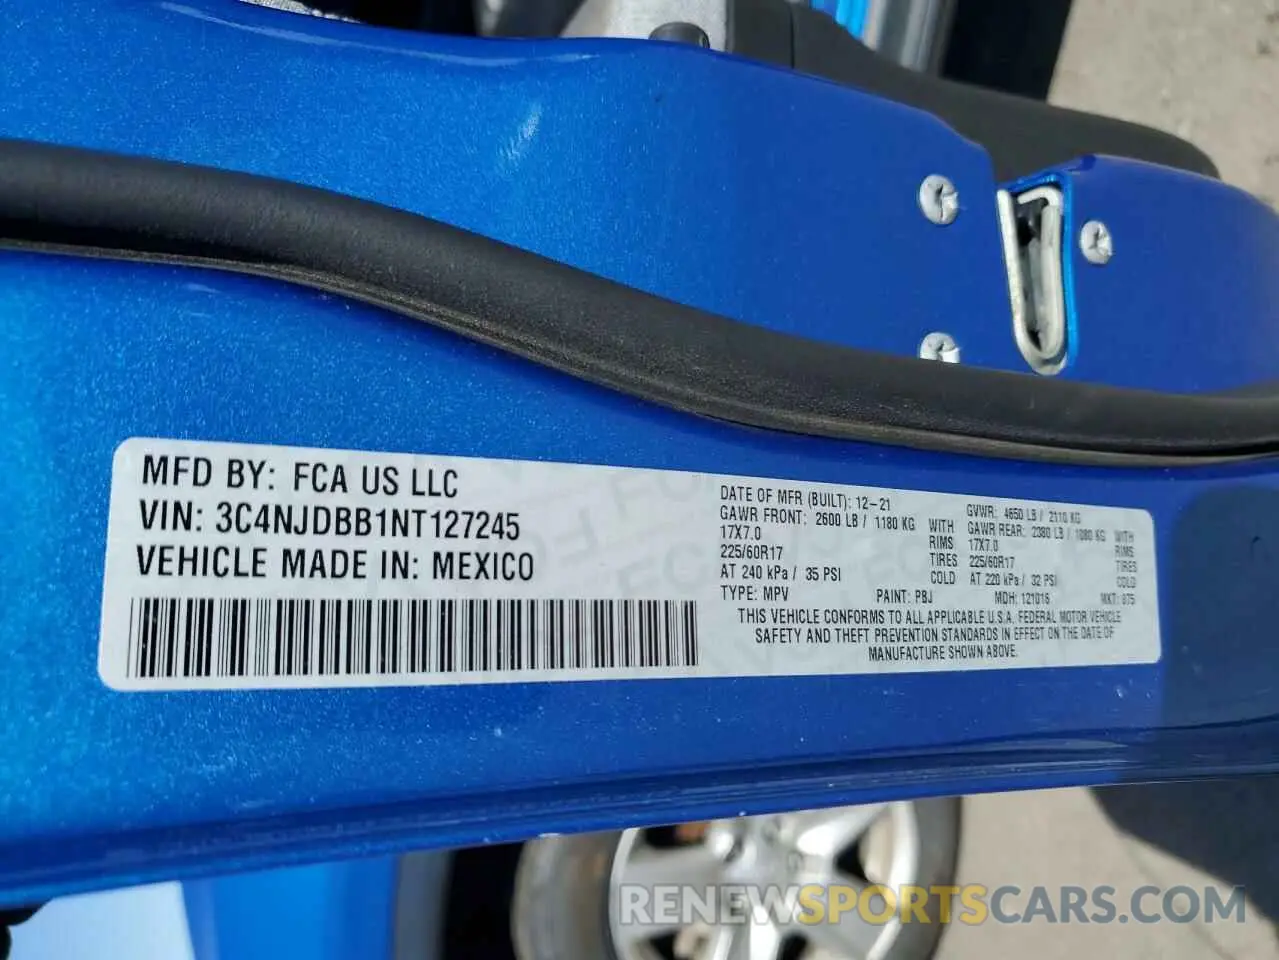 MFD BY: FCA US LLC
VIN: 3C4NJDBB1NT127245
VEHICLE MADE IN: MEXICO
DATE OF MFR (BUILT): 12-21
GAWR FRONT: 2600 LB / 1180 KG WITH
17X7.0 RIMS
225/60R17 TIRES
AT 240 kPa / 35 PSI COLD
GVWR: 4650 LB / 2110 KG
GAWR REAR: 2380 LB / 1080 KG WITH
17X7.0 RIMS
225/60R17 TIRES
AT 220 kPa / 32 PSI COLD
TYPE: MPV PAINT: PBJ MDH: 121016 MKT: 875
THIS VEHICLE CONFORMS TO ALL APPLICABLE U.S.A. FEDERAL MOTOR VEHICLE
SAFETY AND THEFT PREVENTION STANDARDS IN EFFECT ON THE DATE OF
MANUFACTURE SHOWN ABOVE.
RENEWSPORTSCARS.COM